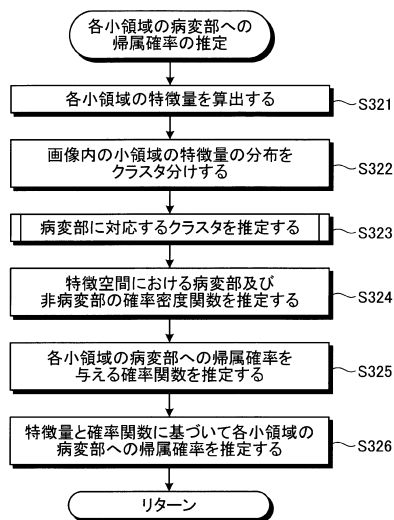 各小領域の病変部への
帰属確率の推定
各小領域の特徴量を算出する
S321
画像内の小領域の特徴量の分布を
クラスタ分けする
S322
病変部に対応するクラスタを推定する
S323
特徴空間における病変部及び
非病変部の確率密度関数を推定する
S324
各小領域の病変部への帰属確率を
与える確率関数を推定する
S325
特徴量と確率関数に基づいて各小領域の
病変部への帰属確率を推定する
S326
リターン